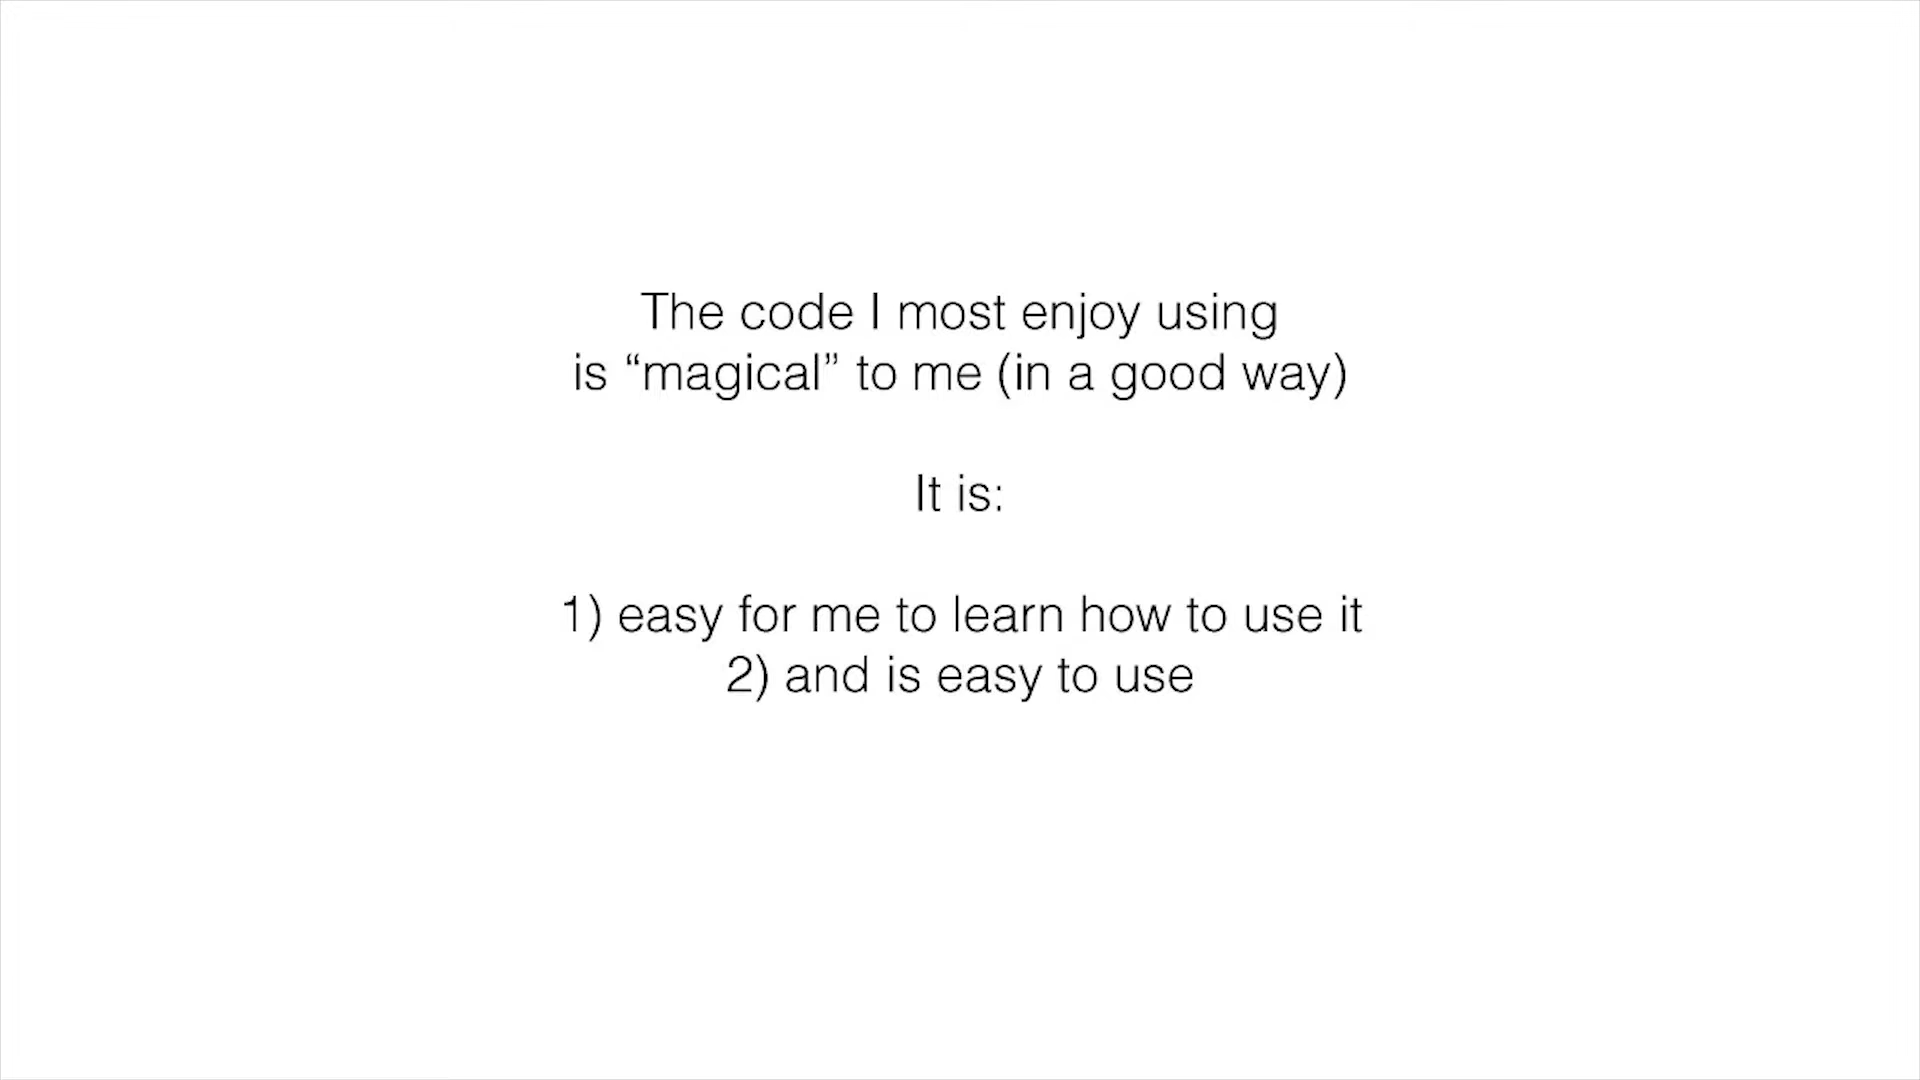 The code I most enjoy using
is “magical” to me (in a good way)
It is:
1) easy for me to learn how to use it
2) and is easy to use